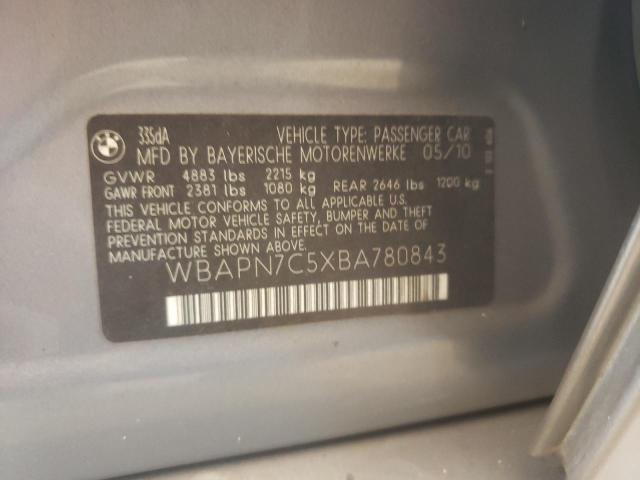 335dA VEHICLE TYPE: PASSENGER CAR
MFD BY BAYERISCHE MOTORENWERKE 05/10
GVWR 4883 lbs 2215 kg
GAWR FRONT 2381 lbs 1080 kg REAR 2646 lbs 1200 kg
THIS VEHICLE CONFORMS TO ALL APPLICABLE U.S.
FEDERAL MOTOR VEHICLE SAFETY, BUMPER AND THEFT
PREVENTION STANDARDS IN EFFECT ON THE DATE OF
MANUFACTURE SHOWN ABOVE.
WBAPN7C5XBA780843